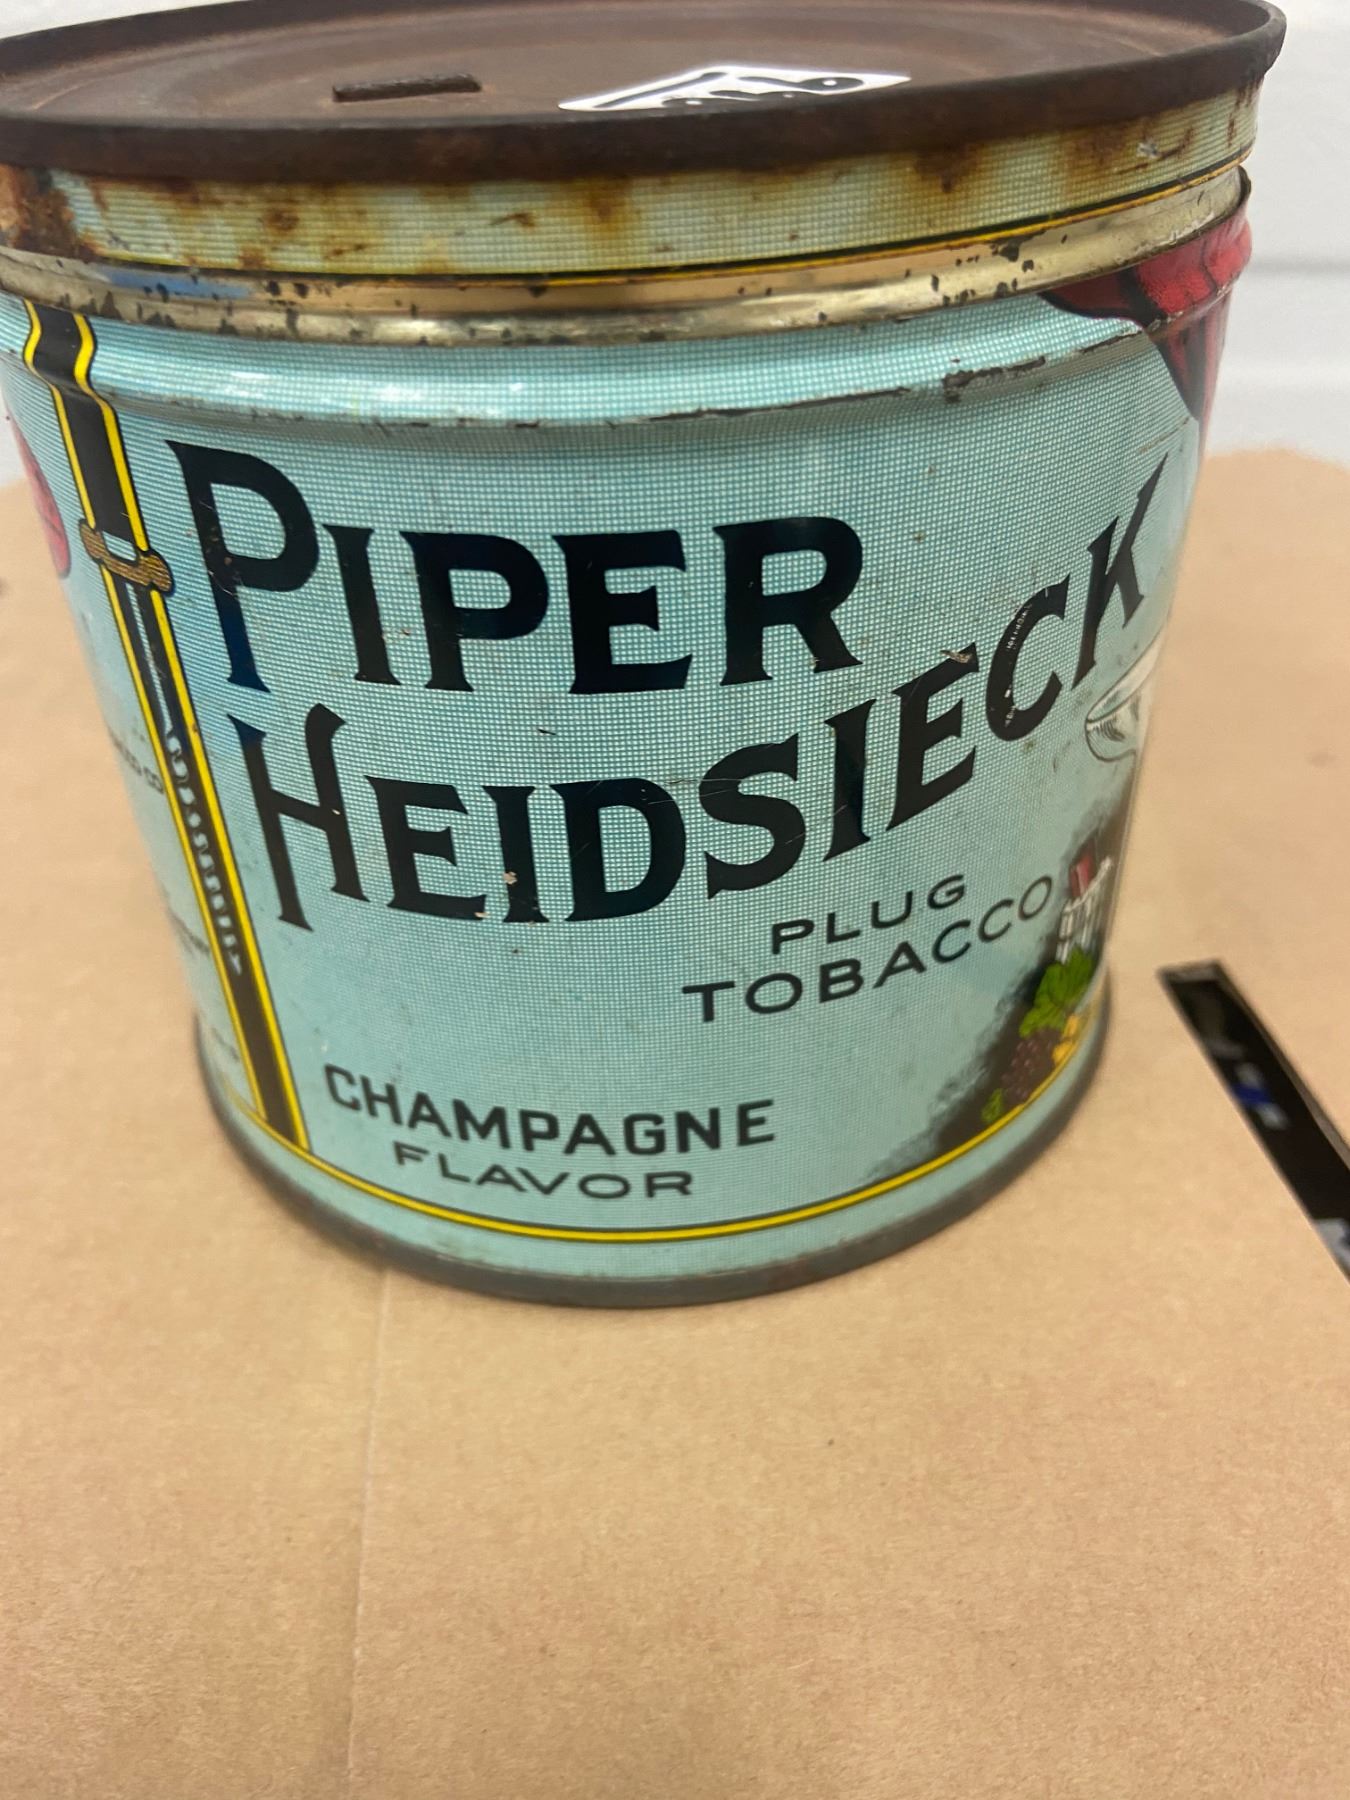 PIPER
HEIDSIECK
PLUG
TOBACCO
CHAMPAGNE
FLAVOR